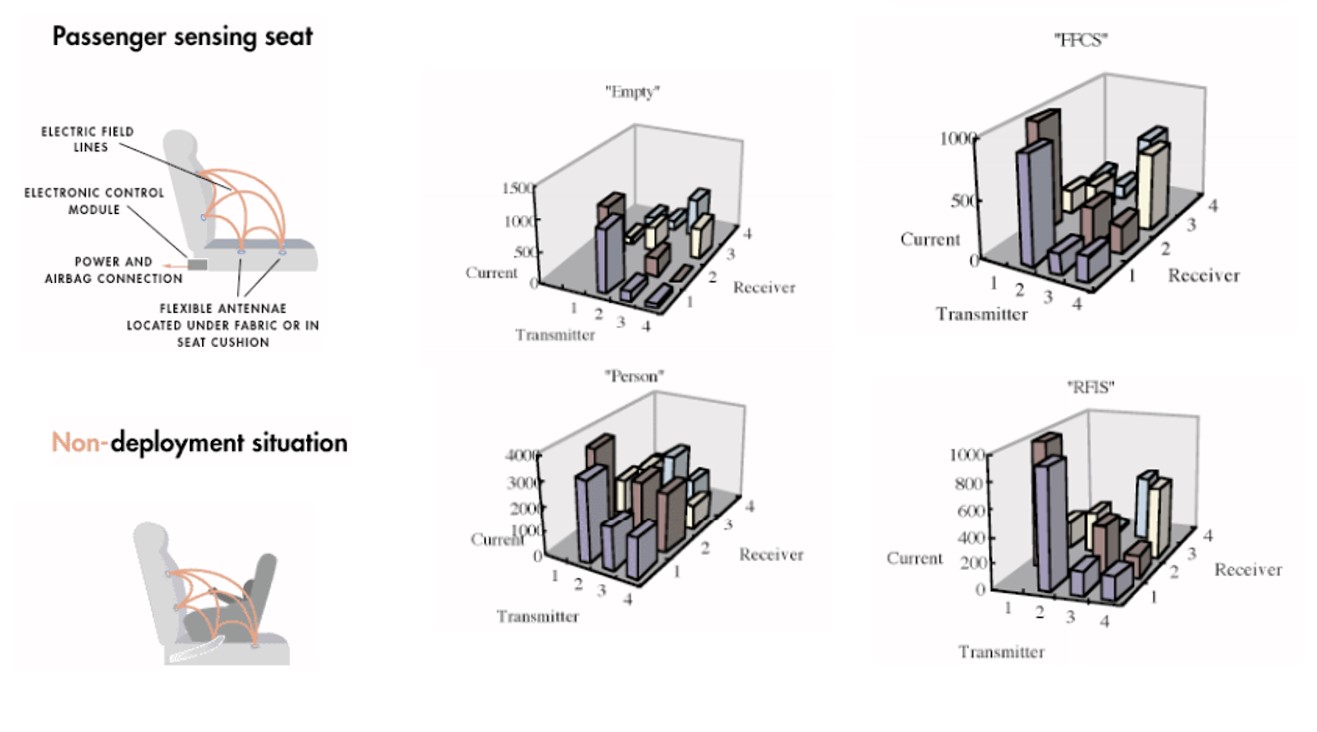 Passenger sensing seat
ELECTRIC FIELD
LINES
ELECTRONIC CONTROL
MODULE
POWER AND
AIRBAG CONNECTION
FLEXIBLE ANTENNAE
LOCATED UNDER FABRIC OR IN
SEAT CUSHION
Non-deployment situation
"Empty"
1500
1000
500
0
Current
1 2 3 4
Transmitter
1 2 3 4
Receiver
"Person"
4000
3000
2000
1000
0
Current
1 2 3 4
Transmitter
1 2 3 4
Receiver
"FFCS"
1000
500
0
Current
1 2 3 4
Transmitter
1 2 3 4
Receiver
"RFIS"
1000
800
600
400
200
0
Current
1 2 3 4
Transmitter
1 2 3 4
Receiver